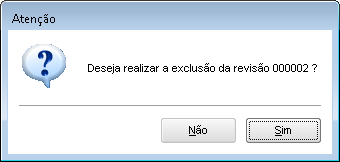 Atenção
Deseja realizar a exclusão da revisão 000002 ?
Não
Sim